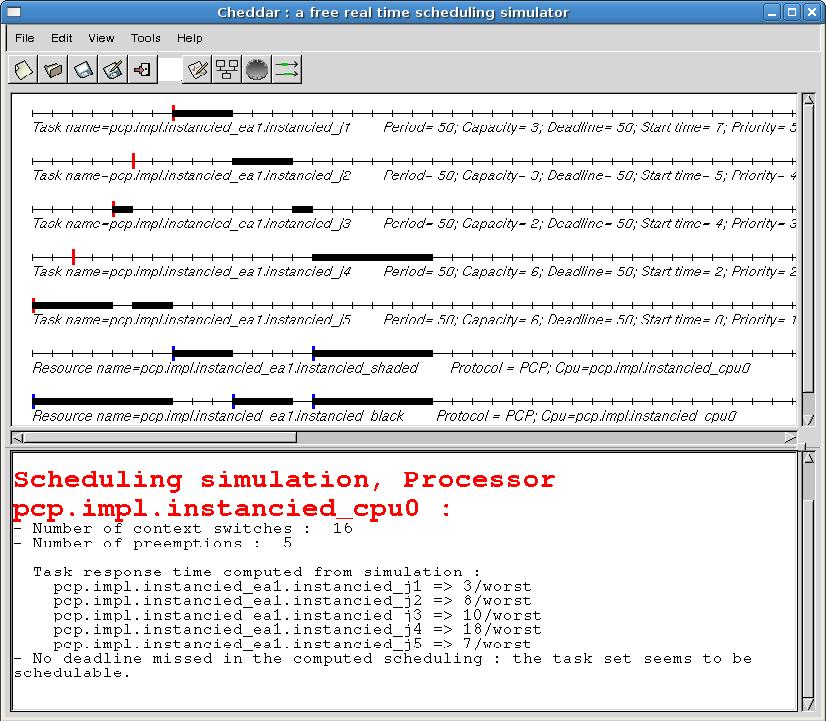 Cheddar : a free real time scheduling simulator
File Edit View Tools Help
Task name=pcp.impl.instancied_ea1.instancied_j1 Period= 50; Capacity= 3; Deadline= 50; Start time= 7; Priority= 5
Task name=pcp.impl.instancied_ea1.instancied_j2 Period= 50; Capacity= 3; Deadline= 50; Start time= 5; Priority= 4
Task name=pcp.impl.instancied_ea1.instancied_j3 Period= 50; Capacity= 2; Deadline= 50; Start time= 4; Priority= 3
Task name=pcp.impl.instancied_ea1.instancied_j4 Period= 50; Capacity= 6; Deadline= 50; Start time= 2; Priority= 2
Task name=pcp.impl.instancied_ea1.instancied_j5 Period= 50; Capacity= 6; Deadline= 50; Start time= 0; Priority= 1
Resource name=pcp.impl.instancied_ea1.instancied_shaded Protocol = PCP; Cpu=pcp.impl.instancied_cpu0
Resource name=pcp.impl.instancied_ea1.instancied_black Protocol = PCP; Cpu=pcp.impl.instancied_cpu0
Scheduling simulation, Processor
pcp.impl.instancied_cpu0 :
- Number of context switches : 16
- Number of preemptions : 5
Task response time computed from simulation :
pcp.impl.instancied_ea1.instancied_j1 => 3/worst
pcp.impl.instancied_ea1.instancied_j2 => 8/worst
pcp.impl.instancied_ea1.instancied_j3 => 10/worst
pcp.impl.instancied_ea1.instancied_j4 => 18/worst
pcp.impl.instancied_ea1.instancied_j5 => 7/worst
- No deadline missed in the computed scheduling : the task set seems to be
schedulable.